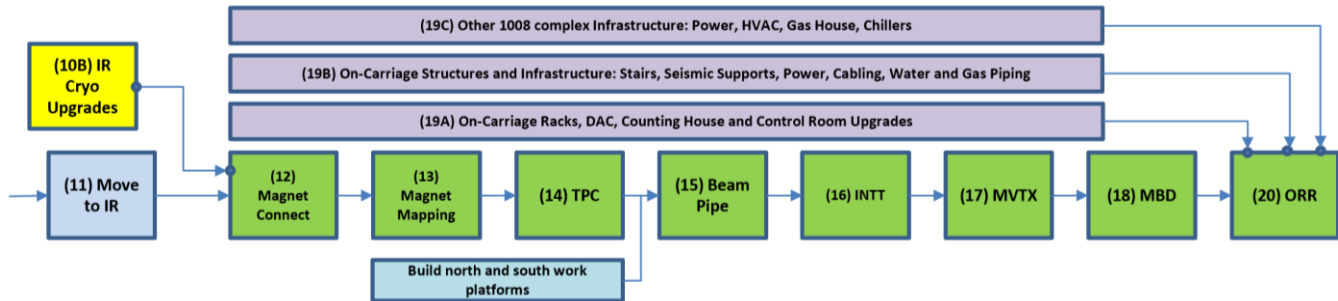 (19C) Other 1008 complex Infrastructure: Power, HVAC, Gas House, Chillers
(10B) IR
Cryo
Upgrades
(19B) On-Carriage Structures and Infrastructure: Stairs, Seismic Supports, Power, Cabling, Water and Gas Piping
(19A) On-Carriage Racks, DAC, Counting House and Control Room Upgrades
(11) Move
to IR
(12)
Magnet
Connect
(13)
Magnet
Mapping
(14) TPC
(15) Beam
Pipe
(16) INTT
(17) MVTX
(18) MBD
(20) ORR
Build north and south work
platforms